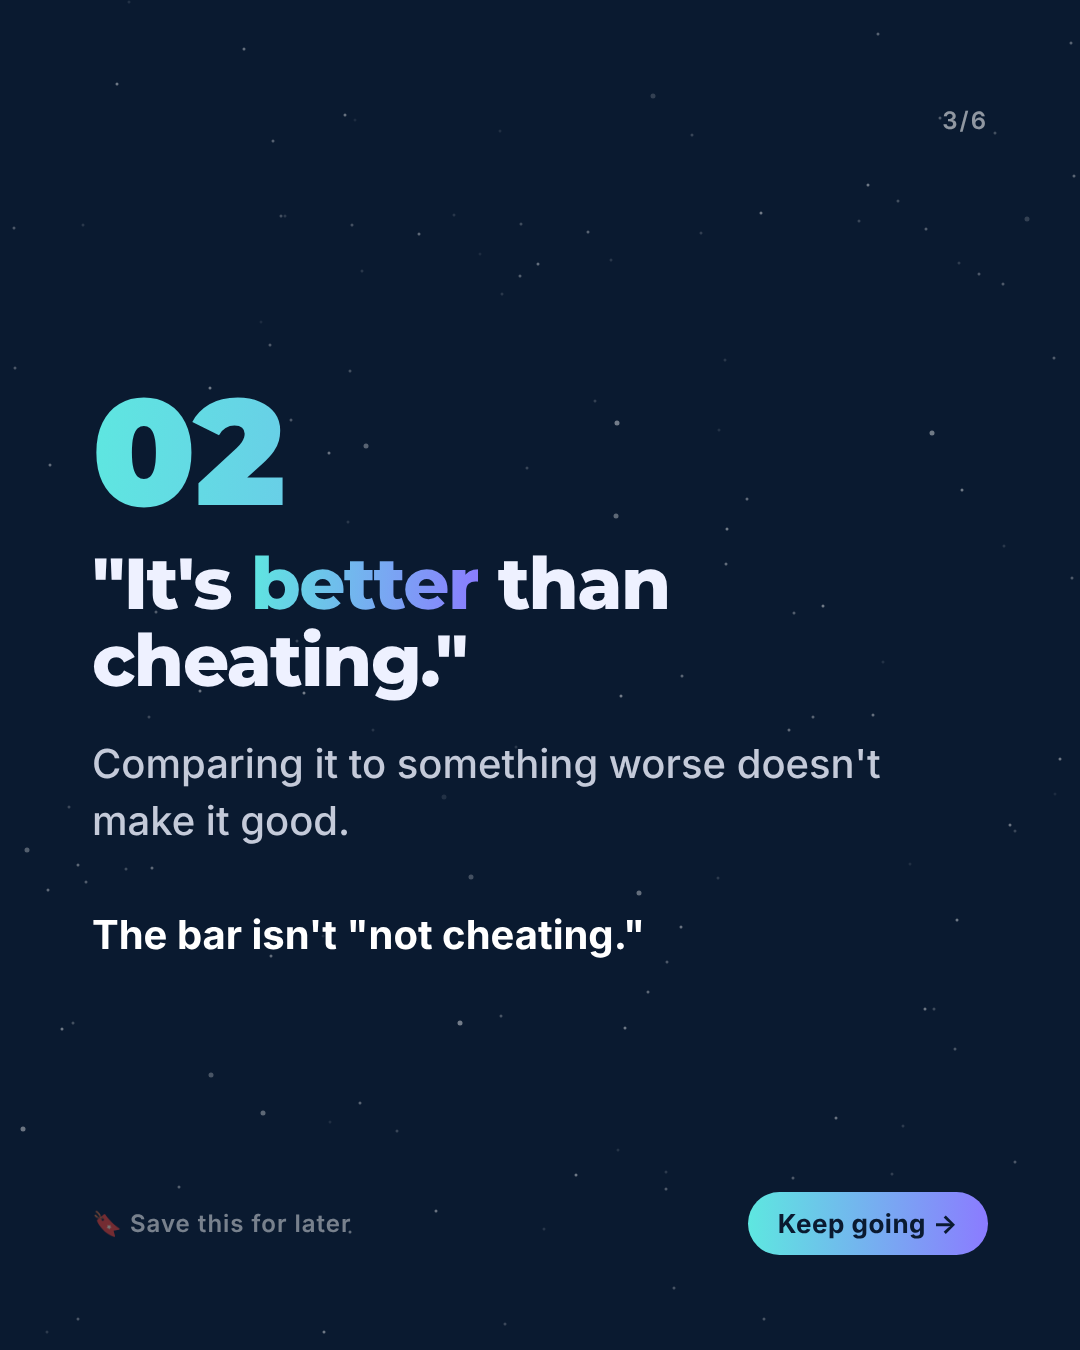 3/6
02
"It's better than
cheating."
Comparing it to something worse doesn't
make it good.
The bar isn't "not cheating."
🔖 Save this for later
Keep going →